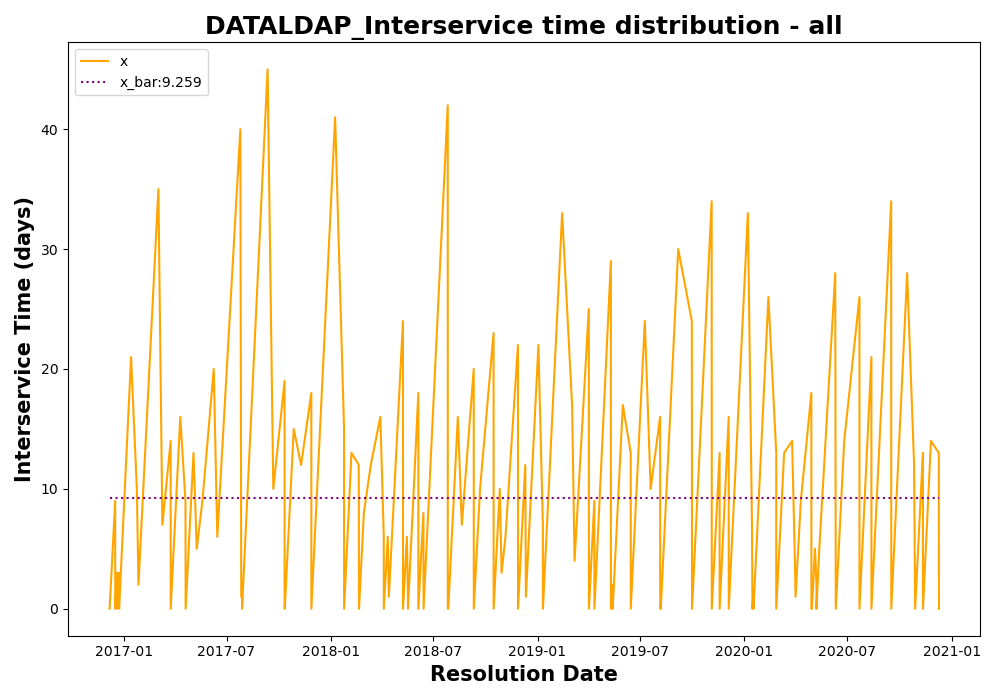 DATALDAP_Interservice time distribution - all
x
x_bar:9.259
Interservice Time (days)
40
30
20
10
0
2017-01
2017-07
2018-01
2018-07
2019-01
2019-07
2020-01
2020-07
2021-01
Resolution Date